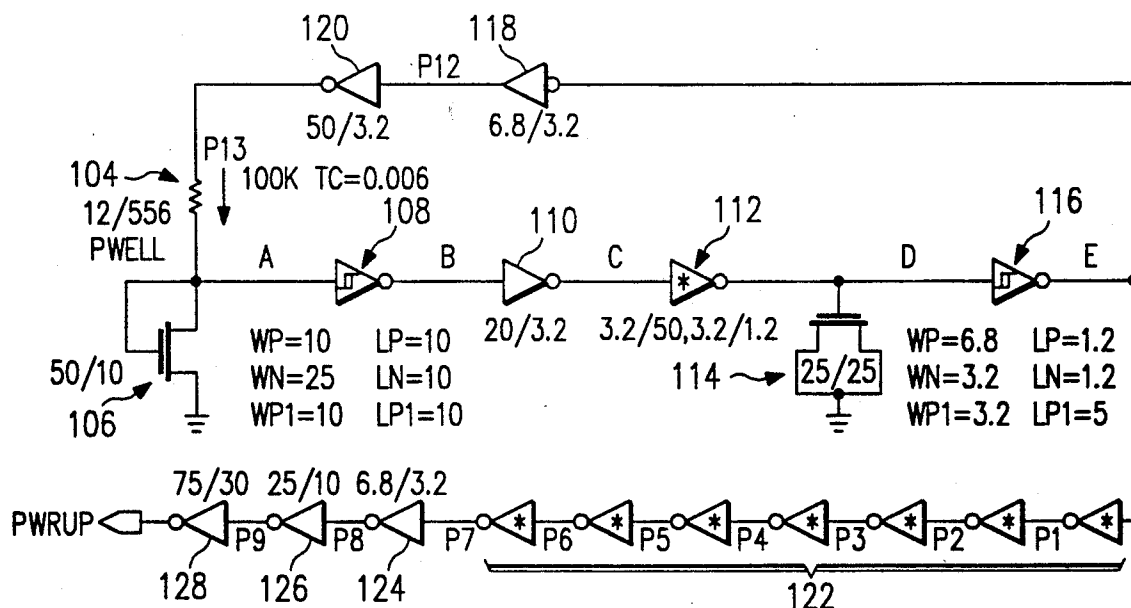 120
118
P12
50/3.2
6.8/3.2
P13
104
100K TC=0.006
12/556
PWELL
108
110
112
116
A
B
C
D
E
*
20/3.2
3.2/50,3.2/1.2
WP=10 LP=10
WN=25 LN=10
WP1=10 LP1=10
50/10
106
114
25/25
WP=6.8 LP=1.2
WN=3.2 LN=1.2
WP1=3.2 LP1=5
75/30
25/10
6.8/3.2
PWRUP
P9
P8
P7
*
P6
*
P5
*
P4
*
P3
*
P2
*
P1
*
128
126
124
122